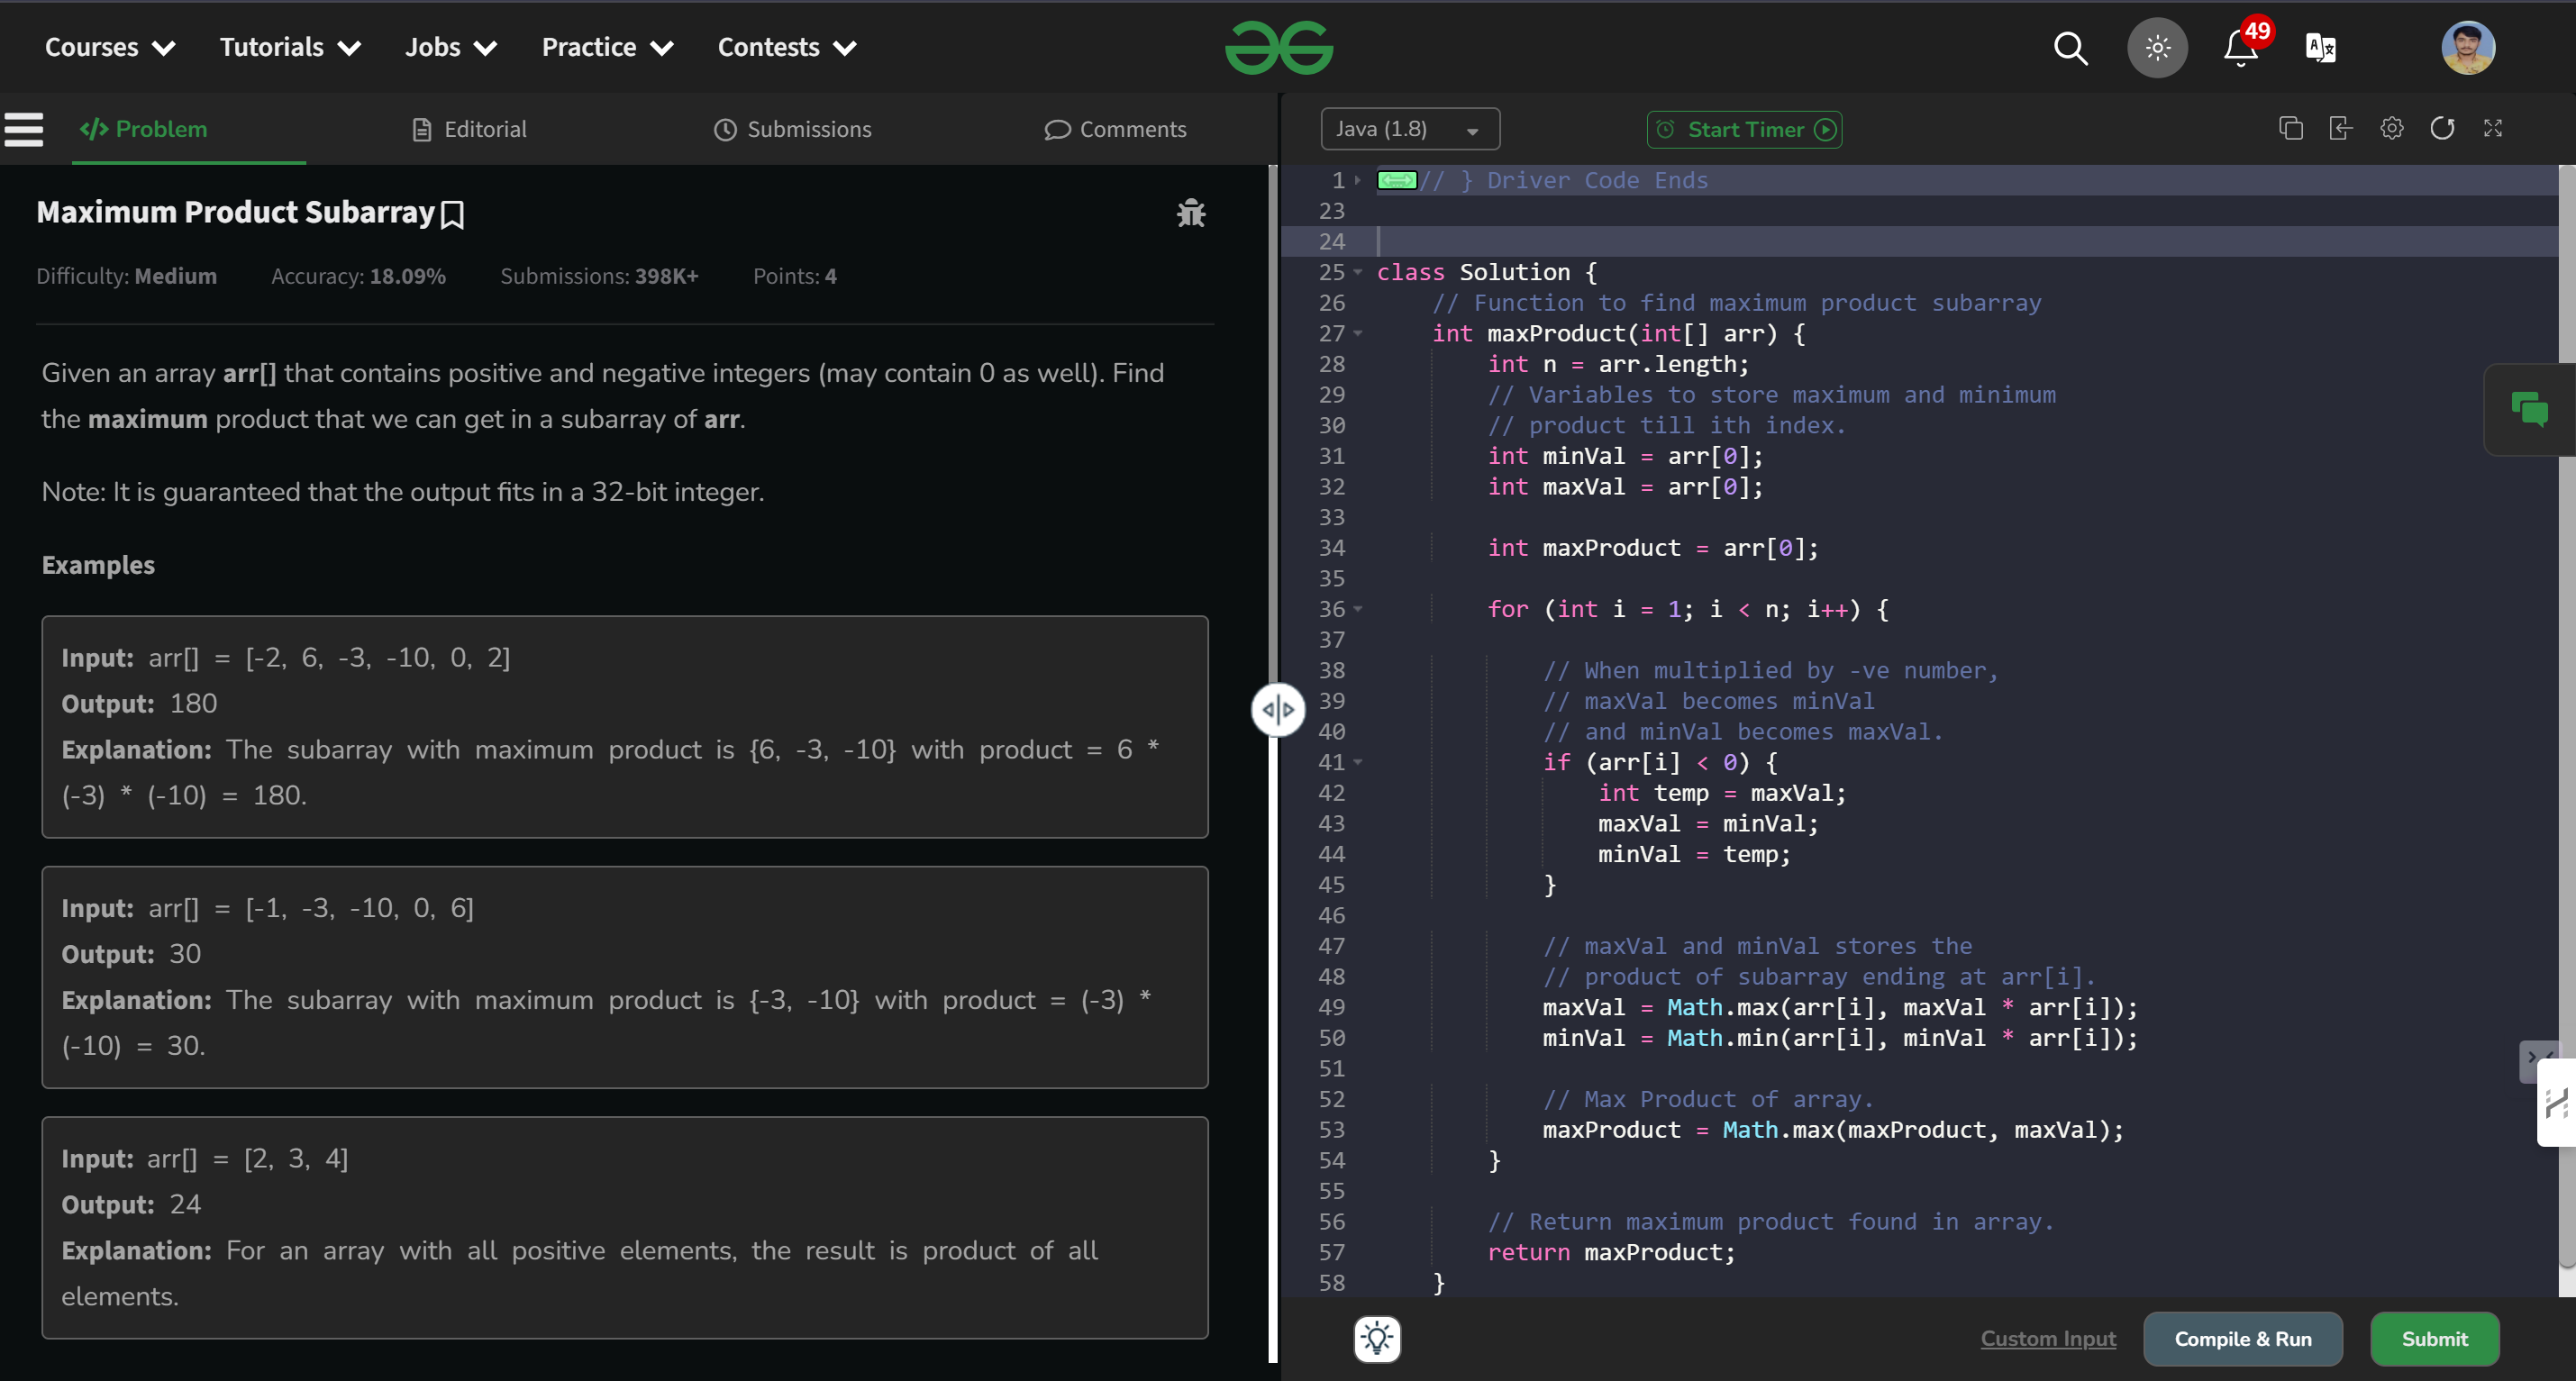 Courses Tutorials Jobs Practice Contests
49
Problem Editorial Submissions Comments
Maximum Product Subarray
Difficulty: Medium Accuracy: 18.09% Submissions: 398K+ Points: 4
Given an array arr[] that contains positive and negative integers (may contain 0 as well). Find
the maximum product that we can get in a subarray of arr.
Note: It is guaranteed that the output fits in a 32-bit integer.
Examples
Input: arr[] = [-2, 6, -3, -10, 0, 2]
Output: 180
Explanation: The subarray with maximum product is {6, -3, -10} with product = 6 *
(-3) * (-10) = 180.
Input: arr[] = [-1, -3, -10, 0, 6]
Output: 30
Explanation: The subarray with maximum product is {-3, -10} with product = (-3) *
(-10) = 30.
Input: arr[] = [2, 3, 4]
Output: 24
Explanation: For an array with all positive elements, the result is product of all
elements.
Java (1.8) Start Timer
1 // } Driver Code Ends
23
24
25 class Solution {
26 // Function to find maximum product subarray
27 int maxProduct(int[] arr) {
28 int n = arr.length;
29 // Variables to store maximum and minimum
30 // product till ith index.
31 int minVal = arr[0];
32 int maxVal = arr[0];
33
34 int maxProduct = arr[0];
35
36 for (int i = 1; i < n; i++) {
37
38 // When multiplied by -ve number,
39 // maxVal becomes minVal
40 // and minVal becomes maxVal.
41 if (arr[i] < 0) {
42 int temp = maxVal;
43 maxVal = minVal;
44 minVal = temp;
45 }
46
47 // maxVal and minVal stores the
48 // product of subarray ending at arr[i].
49 maxVal = Math.max(arr[i], maxVal * arr[i]);
50 minVal = Math.min(arr[i], minVal * arr[i]);
51
52 // Max Product of array.
53 maxProduct = Math.max(maxProduct, maxVal);
54 }
55
56 // Return maximum product found in array.
57 return maxProduct;
58 }
Custom Input Compile & Run Submit